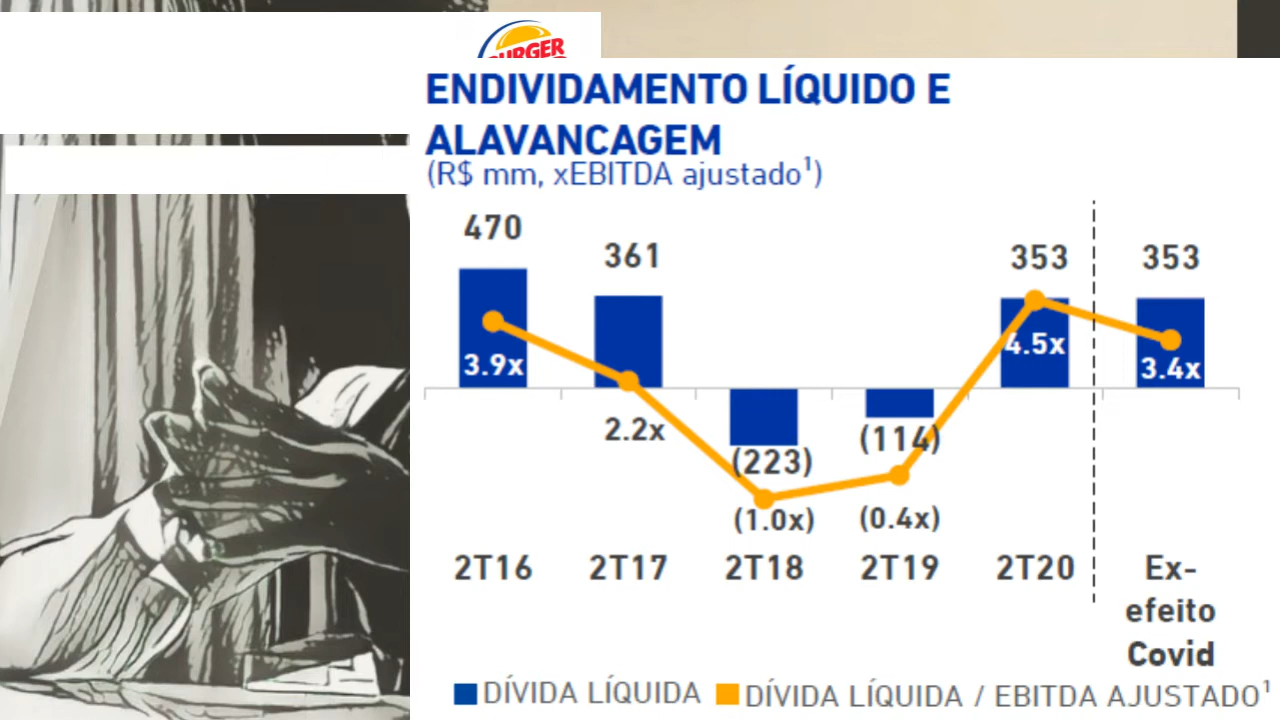 BURGER
ENDIVIDAMENTO LÍQUIDO E
ALAVANCAGEM
(R$ mm, xEBITDA ajustado¹)
470 361 353 353
3.9x 2.2x 4.5x 3.4x
(223) (114)
(1.0x) (0.4x)
2T16 2T17 2T18 2T19 2T20 Ex-
efeito
Covid
DÍVIDA LÍQUIDA DÍVIDA LÍQUIDA / EBITDA AJUSTADO¹